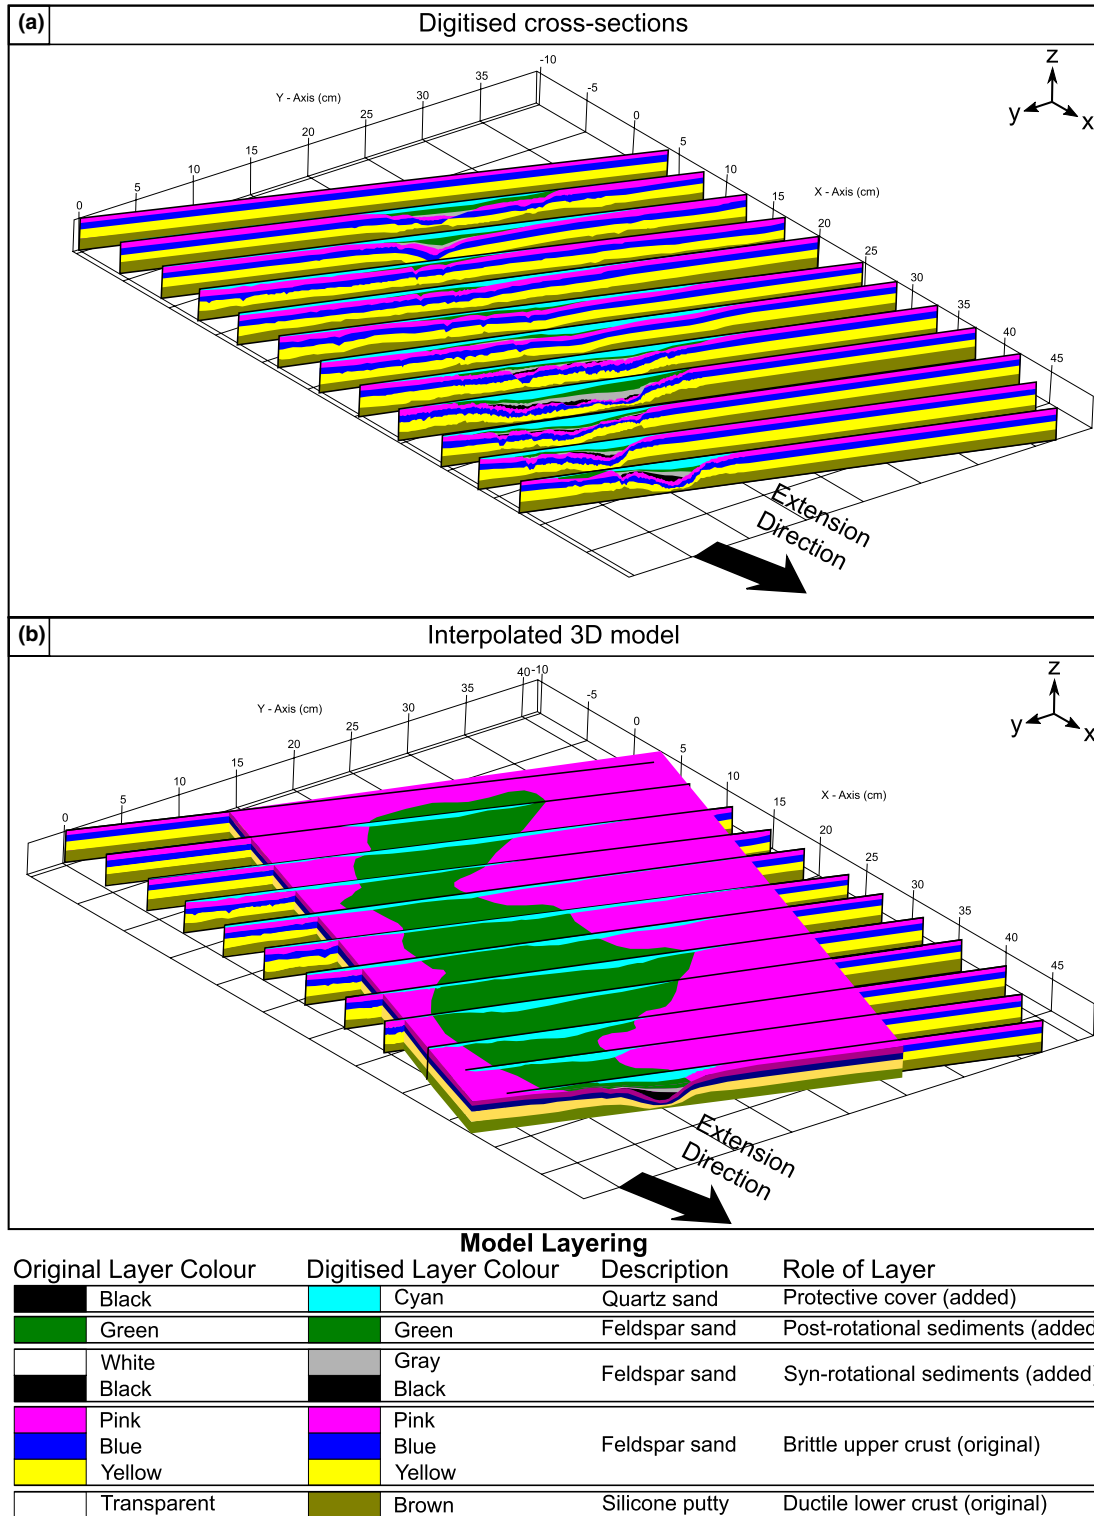 (a)
Digitised cross-sections
z
y
x
Y - Axis (cm)
0
5
10
15
20
25
30
35
-10
-5
0
5
10
15
20
25
30
35
40
45
X - Axis (cm)
Extension
Direction
(b)
Interpolated 3D model
z
y
x
Y - Axis (cm)
0
5
10
15
20
25
30
35
40
-10
-5
0
5
10
15
20
25
30
35
40
45
X - Axis (cm)
Extension
Direction
Model Layering
Original Layer Colour Digitised Layer Colour Description Role of Layer
Black Cyan Quartz sand Protective cover (added)
Green Green Feldspar sand Post-rotational sediments (added
White Gray
Feldspar sand Syn-rotational sediments (added)
Black Black
Pink Pink
Blue Blue Feldspar sand Brittle upper crust (original)
Yellow Yellow
Transparent Brown Silicone putty Ductile lower crust (original)